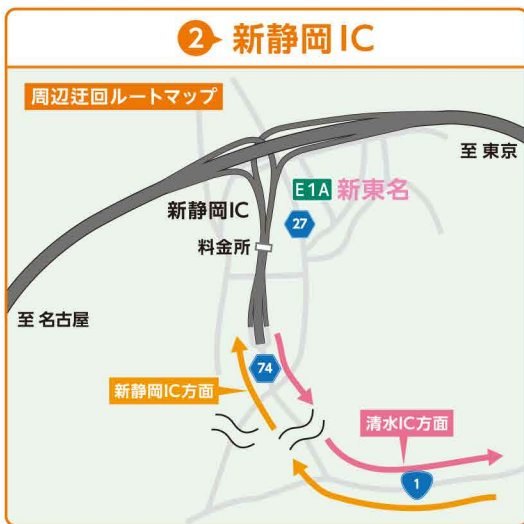 2 新静岡IC
周辺迂回ルートマップ
至 東京
E1A 新東名
新静岡IC
27
料金所
至 名古屋
74
新静岡IC方面
清水IC方面
1